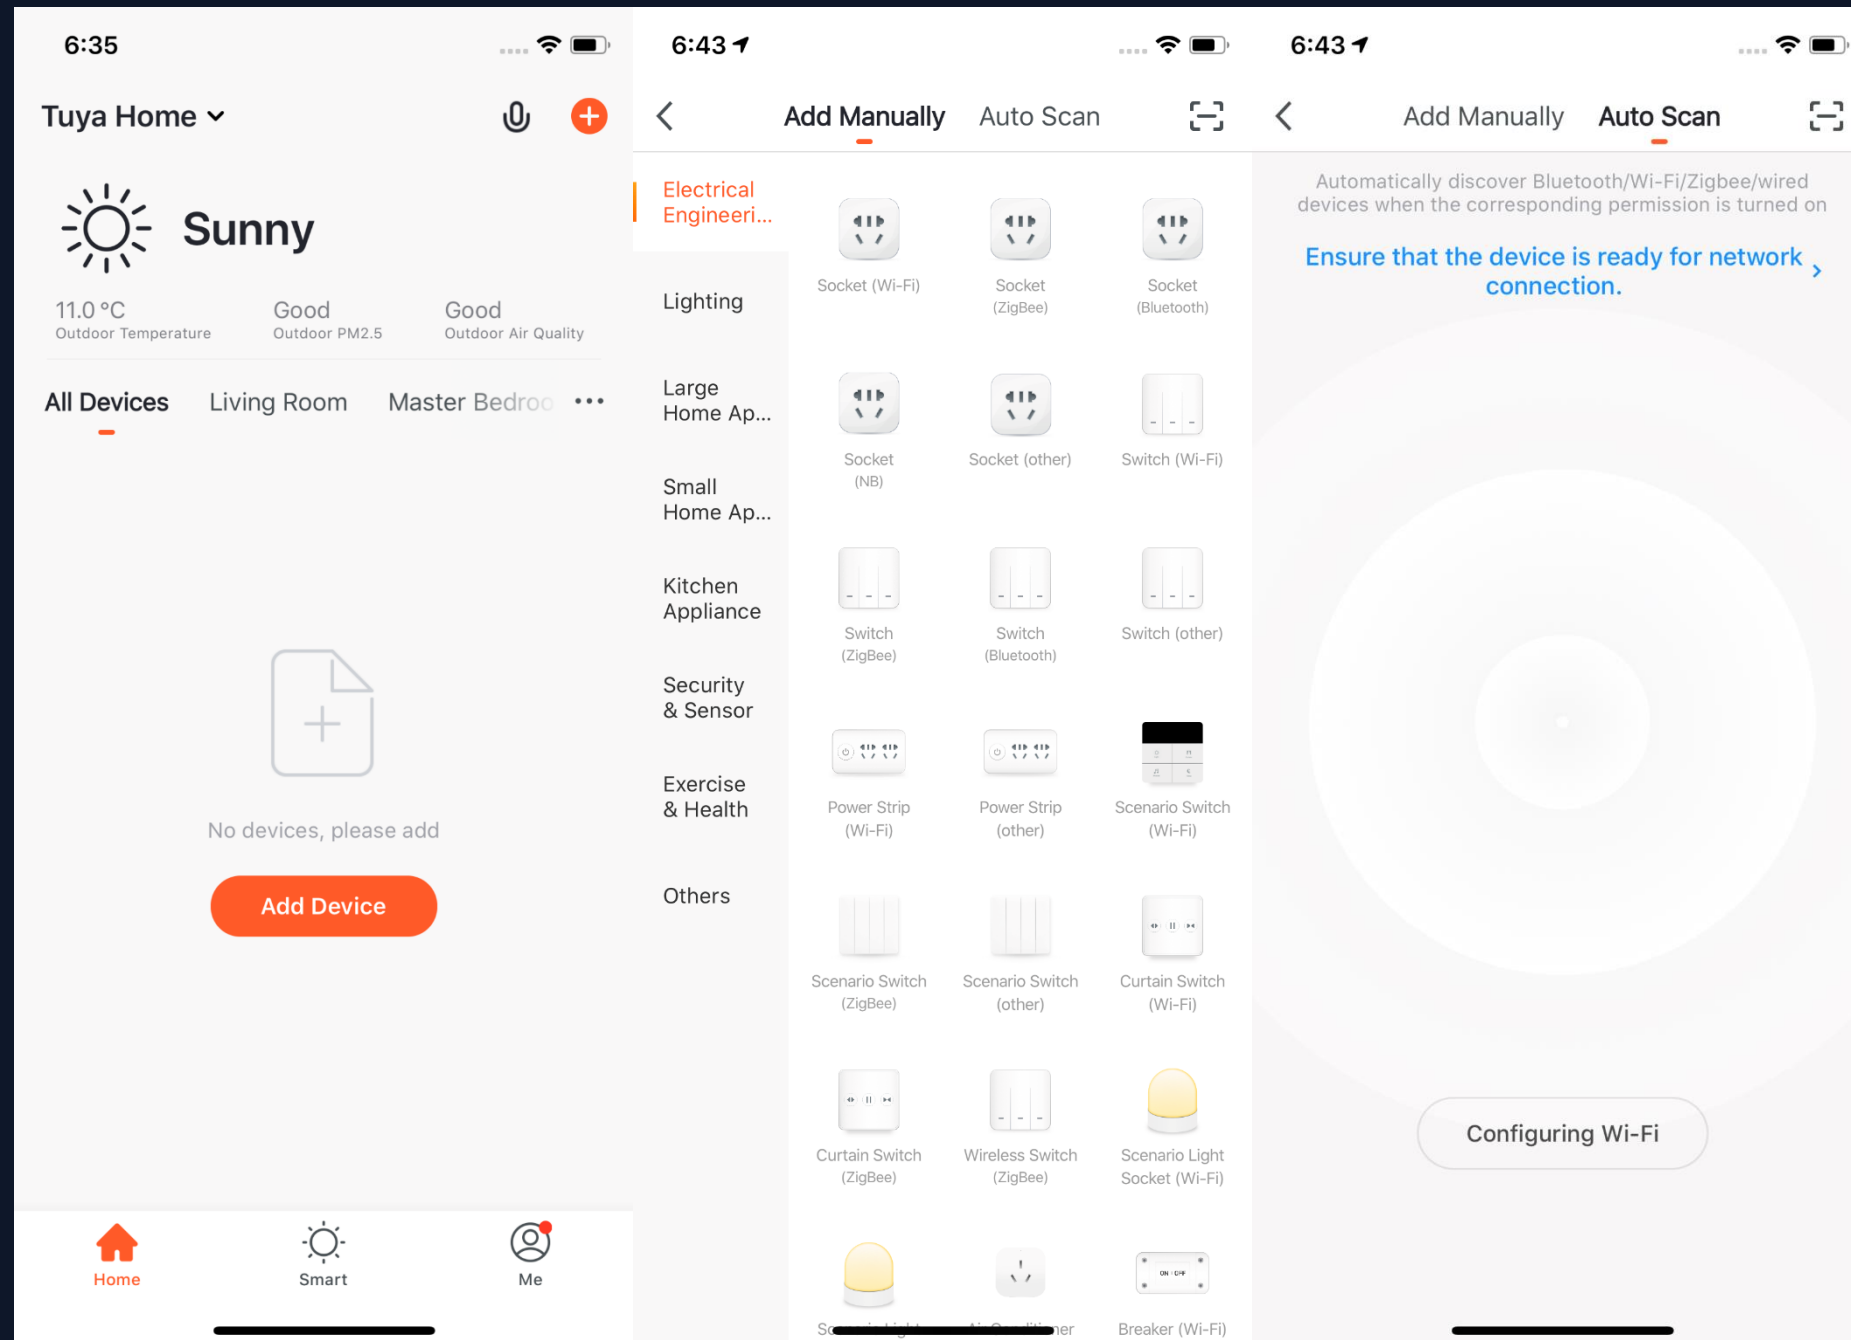 6:35
Tuya Home
Sunny
11.0 °C
Outdoor Temperature
Good
Outdoor PM2.5
Good
Outdoor Air Quality
All Devices
Living Room
Master Bedroo
No devices, please add
Add Device
Home
Smart
Me
6:43
Add Manually
Auto Scan
Electrical
Engineeri...
Lighting
Large
Home Ap...
Small
Home Ap...
Kitchen
Appliance
Security
& Sensor
Exercise
& Health
Others
Socket (Wi-Fi)
Socket
(ZigBee)
Socket
(Bluetooth)
Socket
(NB)
Socket (other)
Switch (Wi-Fi)
Switch
(ZigBee)
Switch
(Bluetooth)
Switch (other)
Power Strip
(Wi-Fi)
Power Strip
(other)
Scenario Switch
(Wi-Fi)
Scenario Switch
(ZigBee)
Scenario Switch
(other)
Curtain Switch
(Wi-Fi)
Curtain Switch
(ZigBee)
Wireless Switch
(ZigBee)
Scenario Light
Socket (Wi-Fi)
ON OFF
Breaker (Wi-Fi)
6:43
Add Manually
Auto Scan
Automatically discover Bluetooth/Wi-Fi/Zigbee/wired
devices when the corresponding permission is turned on
Ensure that the device is ready for network
connection.
Configuring Wi-Fi